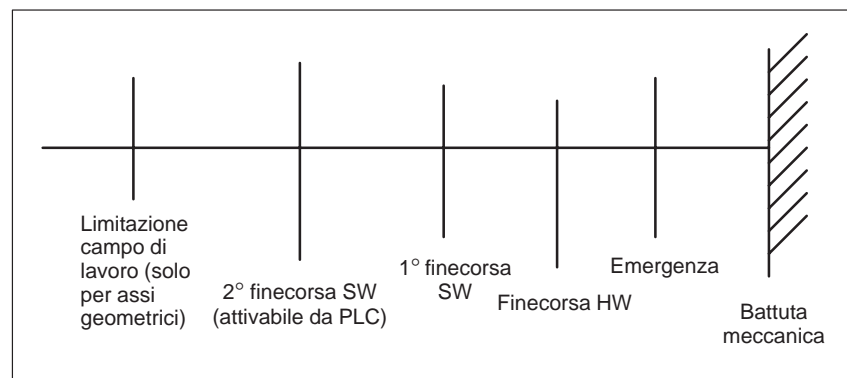 Limitazione
campo di
lavoro (solo
per assi
geometrici)
2° finecorsa SW
(attivabile da PLC)
1° finecorsa
SW
Finecorsa HW
Emergenza
Battuta
meccanica